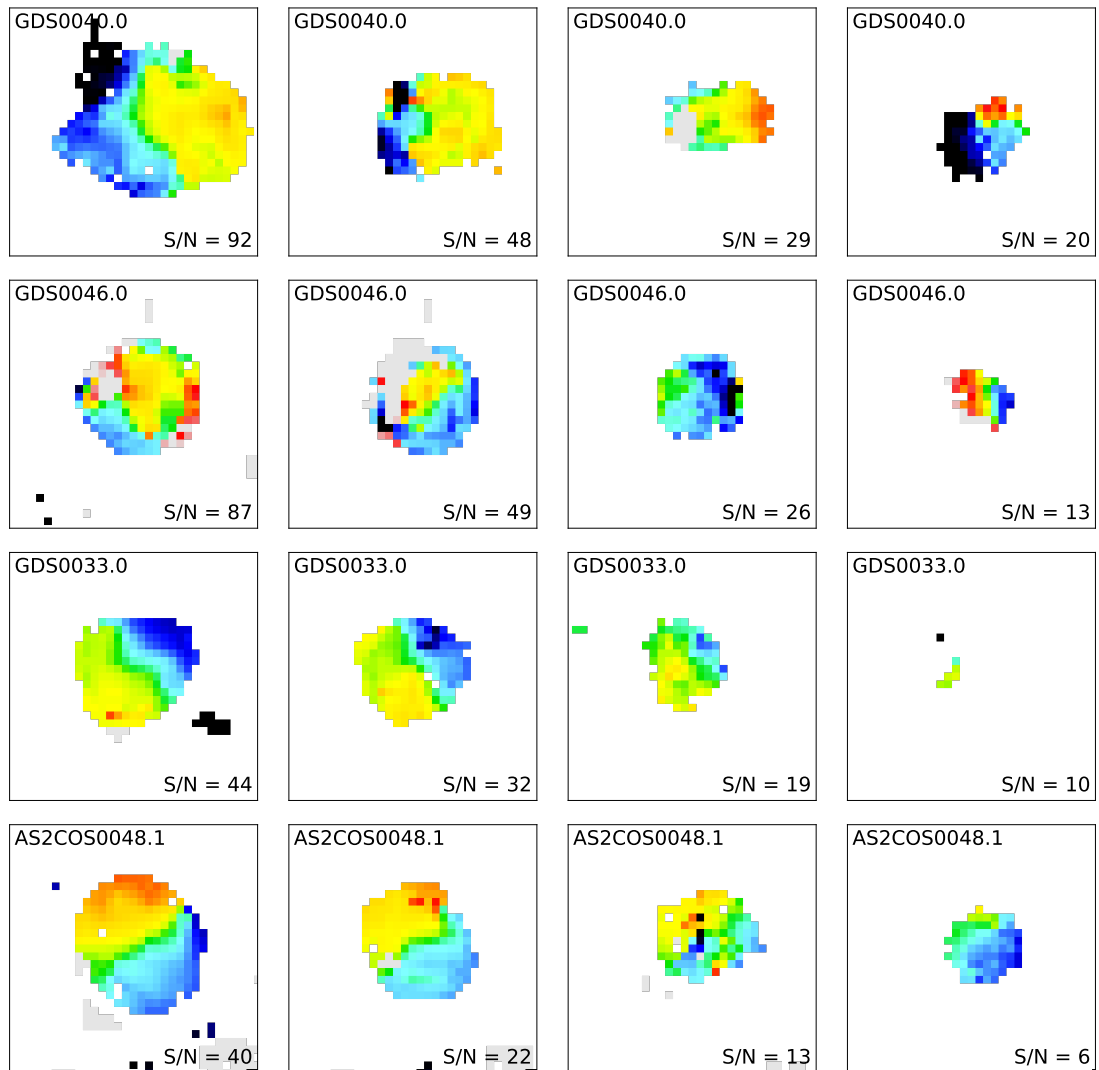 GDS0040.0 GDS0040.0 GDS0040.0 GDS0040.0
S/N = 92 S/N = 48 S/N = 29 S/N = 20
GDS0046.0 GDS0046.0 GDS0046.0 GDS0046.0
S/N = 87 S/N = 49 S/N = 26 S/N = 13
GDS0033.0 GDS0033.0 GDS0033.0 GDS0033.0
S/N = 44 S/N = 32 S/N = 19 S/N = 10
AS2COS0048.1 AS2COS0048.1 AS2COS0048.1 AS2COS0048.1
S/N = 40 S/N = 22 S/N = 13 S/N = 6